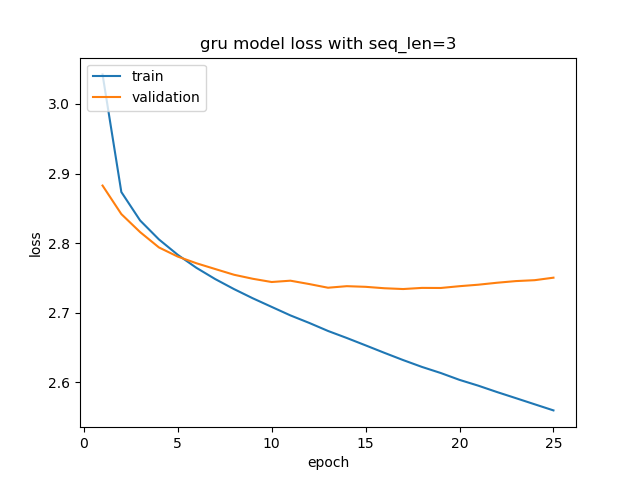 gru model loss with seq_len=3
train
validation
3.0
2.9
2.8
2.7
2.6
loss
0 5 10 15 20 25
epoch